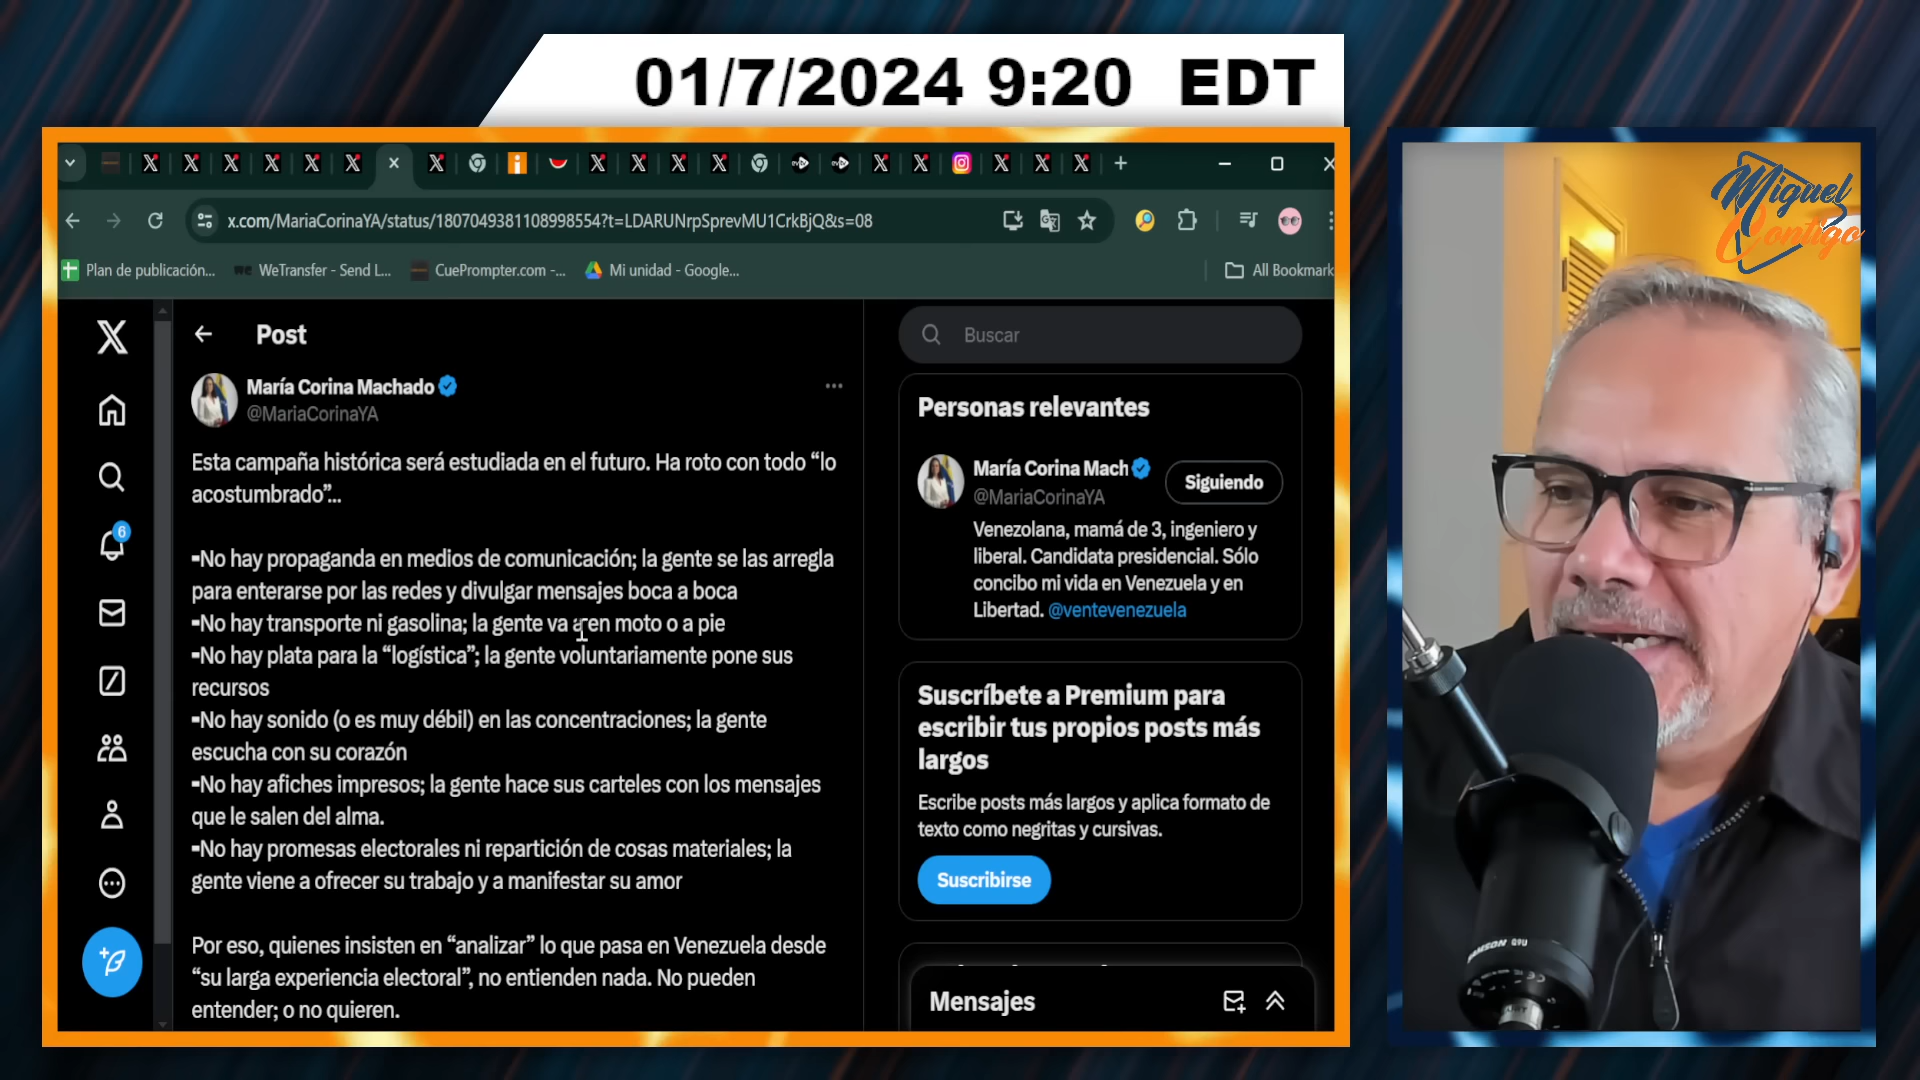 01/7/2024 9:20 EDT
Miguel
Contigo
x.com/MariaCorinaYA/status/1807049381108998554?t=LDARUNrpSprevMU1CrkBjQ&s=08
Plan de publicación...
WeTransfer - Send L...
CuePrompter.com -...
Mi unidad - Google...
All Bookmark
Post
María Corina Machado
@MariaCorinaYA
6
Esta campaña histórica será estudiada en el futuro. Ha roto con todo “lo
acostumbrado”...
-No hay propaganda en medios de comunicación; la gente se las arregla
para enterarse por las redes y divulgar mensajes boca a boca
-No hay transporte ni gasolina; la gente va en moto o a pie
-No hay plata para la “logística”; la gente voluntariamente pone sus
recursos
-No hay sonido (o es muy débil) en las concentraciones; la gente
escucha con su corazón
-No hay afiches impresos; la gente hace sus carteles con los mensajes
que le salen del alma.
-No hay promesas electorales ni repartición de cosas materiales; la
gente viene a ofrecer su trabajo y a manifestar su amor
Por eso, quienes insisten en “analizar” lo que pasa en Venezuela desde
“su larga experiencia electoral”, no entienden nada. No pueden
entender; o no quieren.
Buscar
Personas relevantes
María Corina Mach
@MariaCorinaYA
Siguiendo
Venezolana, mamá de 3, ingeniero y
liberal. Candidata presidencial. Sólo
concibo mi vida en Venezuela y en
Libertad. @ventevenezuela
Suscríbete a Premium para
escribir tus propios posts más
largos
Escribe posts más largos y aplica formato de
texto como negritas y cursivas.
Suscribirse
Mensajes
SAMSON Q9U